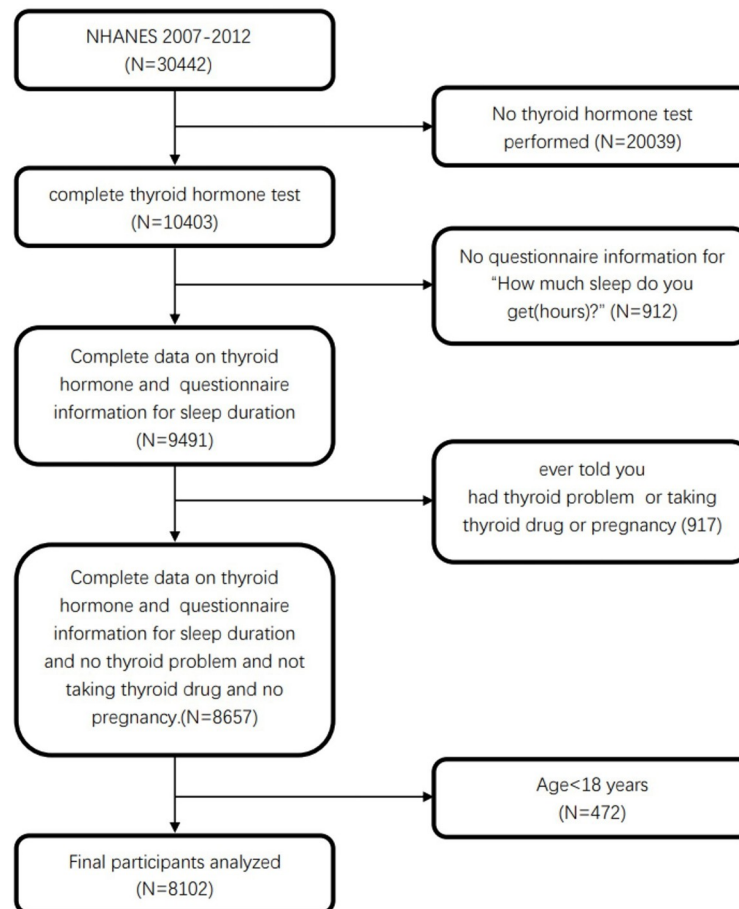 NHANES 2007-2012
(N=30442)
No thyroid hormone test
performed (N=20039)
complete thyroid hormone test
(N=10403)
No questionnaire information for
“How much sleep do you
get(hours)?” (N=912)
Complete data on thyroid
hormone and questionnaire
information for sleep duration
(N=9491)
ever told you
had thyroid problem or taking
thyroid drug or pregnancy (917)
Complete data on thyroid
hormone and questionnaire
information for sleep duration
and no thyroid problem and not
taking thyroid drug and no
pregnancy.(N=8657)
Age<18 years
(N=472)
Final participants analyzed
(N=8102)